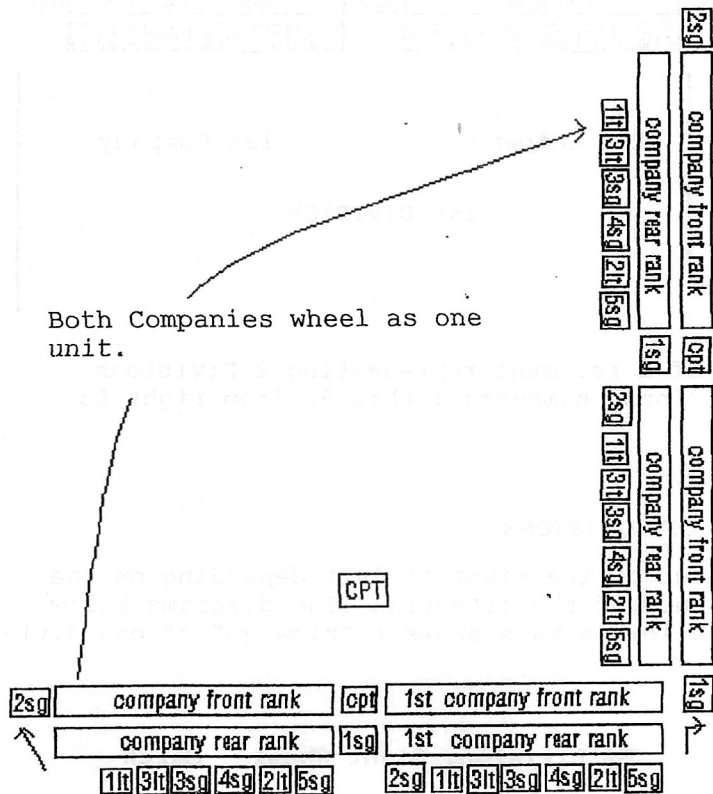 2sg
company front rank
company rear rank
1lt 3lt 3sg 4sg 2lt 5sg
1st Company
Both Companies wheel as one
unit.
1sg cpt
2sg
company front rank
company rear rank
1lt 3lt 3sg 4sg 2lt 5sg
CPT
1sg
2sg company front rank cpt 1st company front rank
company rear rank 1sg 1st company rear rank
1lt 3lt 3sg 4sg 2lt 5sg 2sg 1lt 3lt 3sg 4sg 2lt 5sg